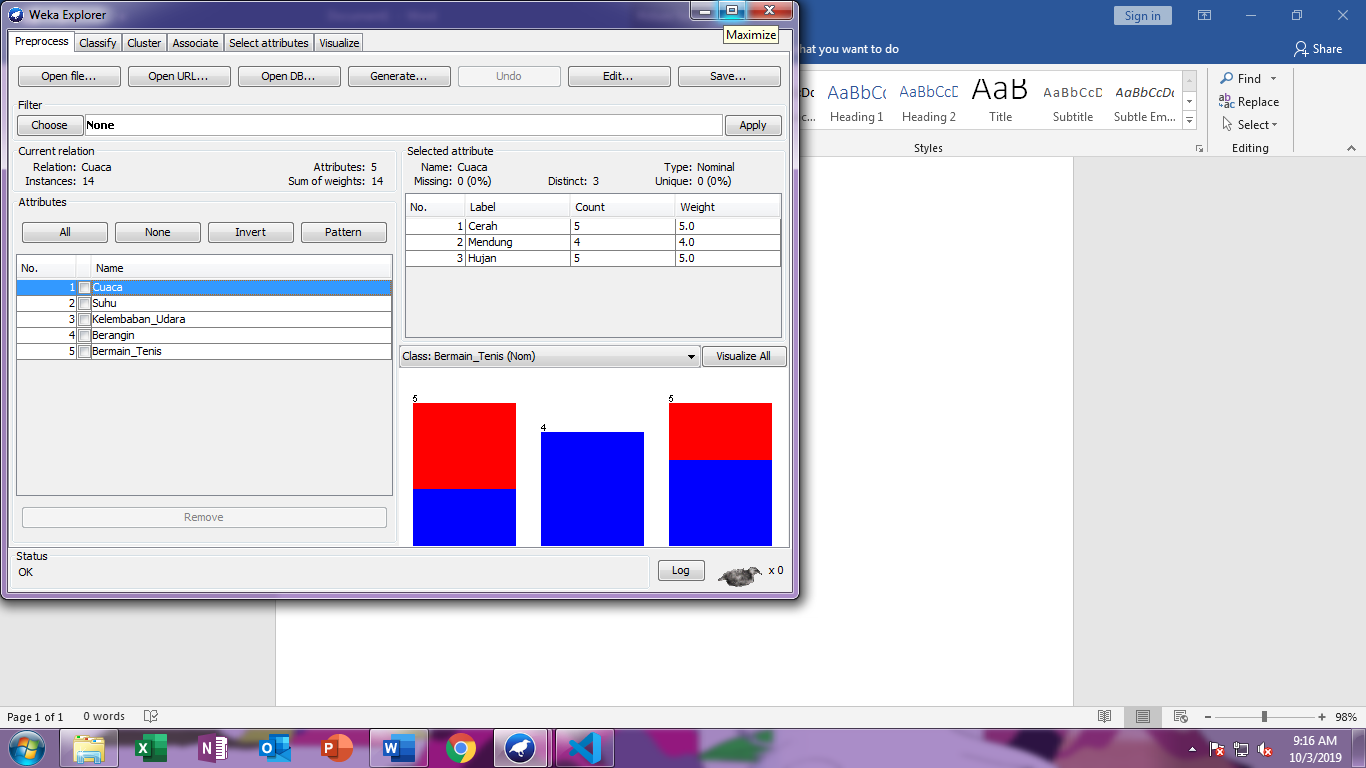 Weka Explorer
Maximize
Sign in
Preprocess Classify Cluster Associate Select attributes Visualize
hat you want to do
Share
Open file... Open URL... Open DB... Generate... Undo Edit... Save...
AaBbCc AaBbCcD AaB AaBbCcD AaBbCcDc
Heading 1 Heading 2 Title Subtitle Subtle Em...
Styles
Find
Replace
Select
Editing
Filter
Choose None Apply
Current relation
Relation: Cuaca Attributes: 5
Instances: 14 Sum of weights: 14
Selected attribute
Name: Cuaca Type: Nominal
Missing: 0 (0%) Distinct: 3 Unique: 0 (0%)
No. Label Count Weight
1 Cerah 5 5.0
2 Mendung 4 4.0
3 Hujan 5 5.0
Attributes
All None Invert Pattern
No. Name
1 Cuaca
2 Suhu
3 Kelembaban_Udara
4 Berangin
5 Bermain_Tenis
Class: Bermain_Tenis (Nom) Visualize All
5 4 5
Remove
Status
OK
Log x 0
Page 1 of 1 0 words 98%
9:16 AM
10/3/2019